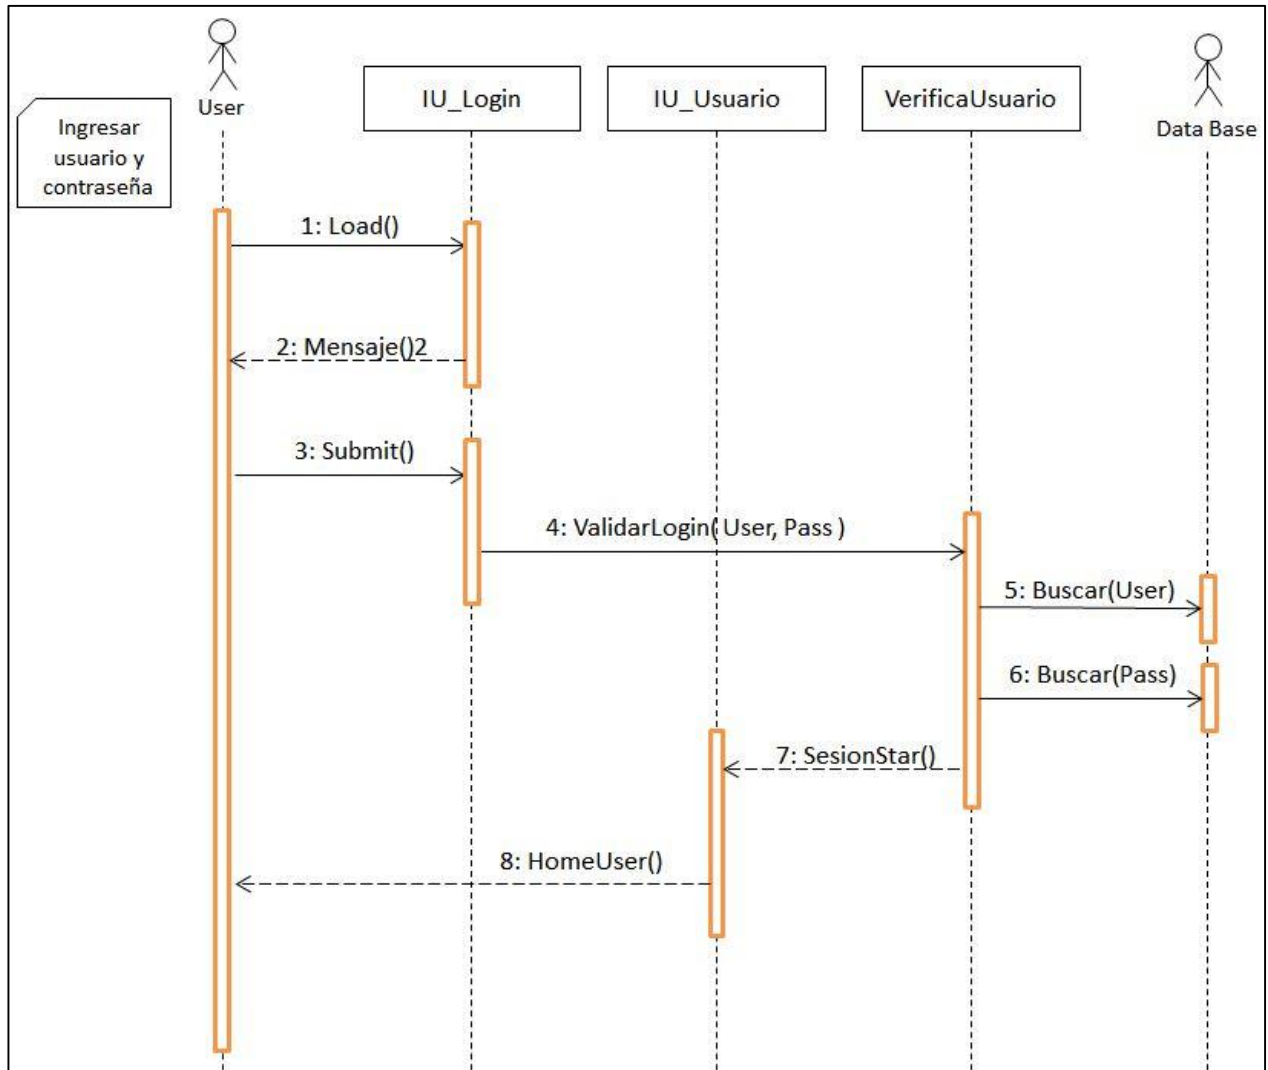 User
IU_Login
IU_Usuario
VerificaUsuario
Data Base
Ingresar
usuario y
contraseña
1: Load()
2: Mensaje()2
3: Submit()
4: ValidarLogin( User, Pass )
5: Buscar(User)
6: Buscar(Pass)
7: SesionStar()
8: HomeUser()